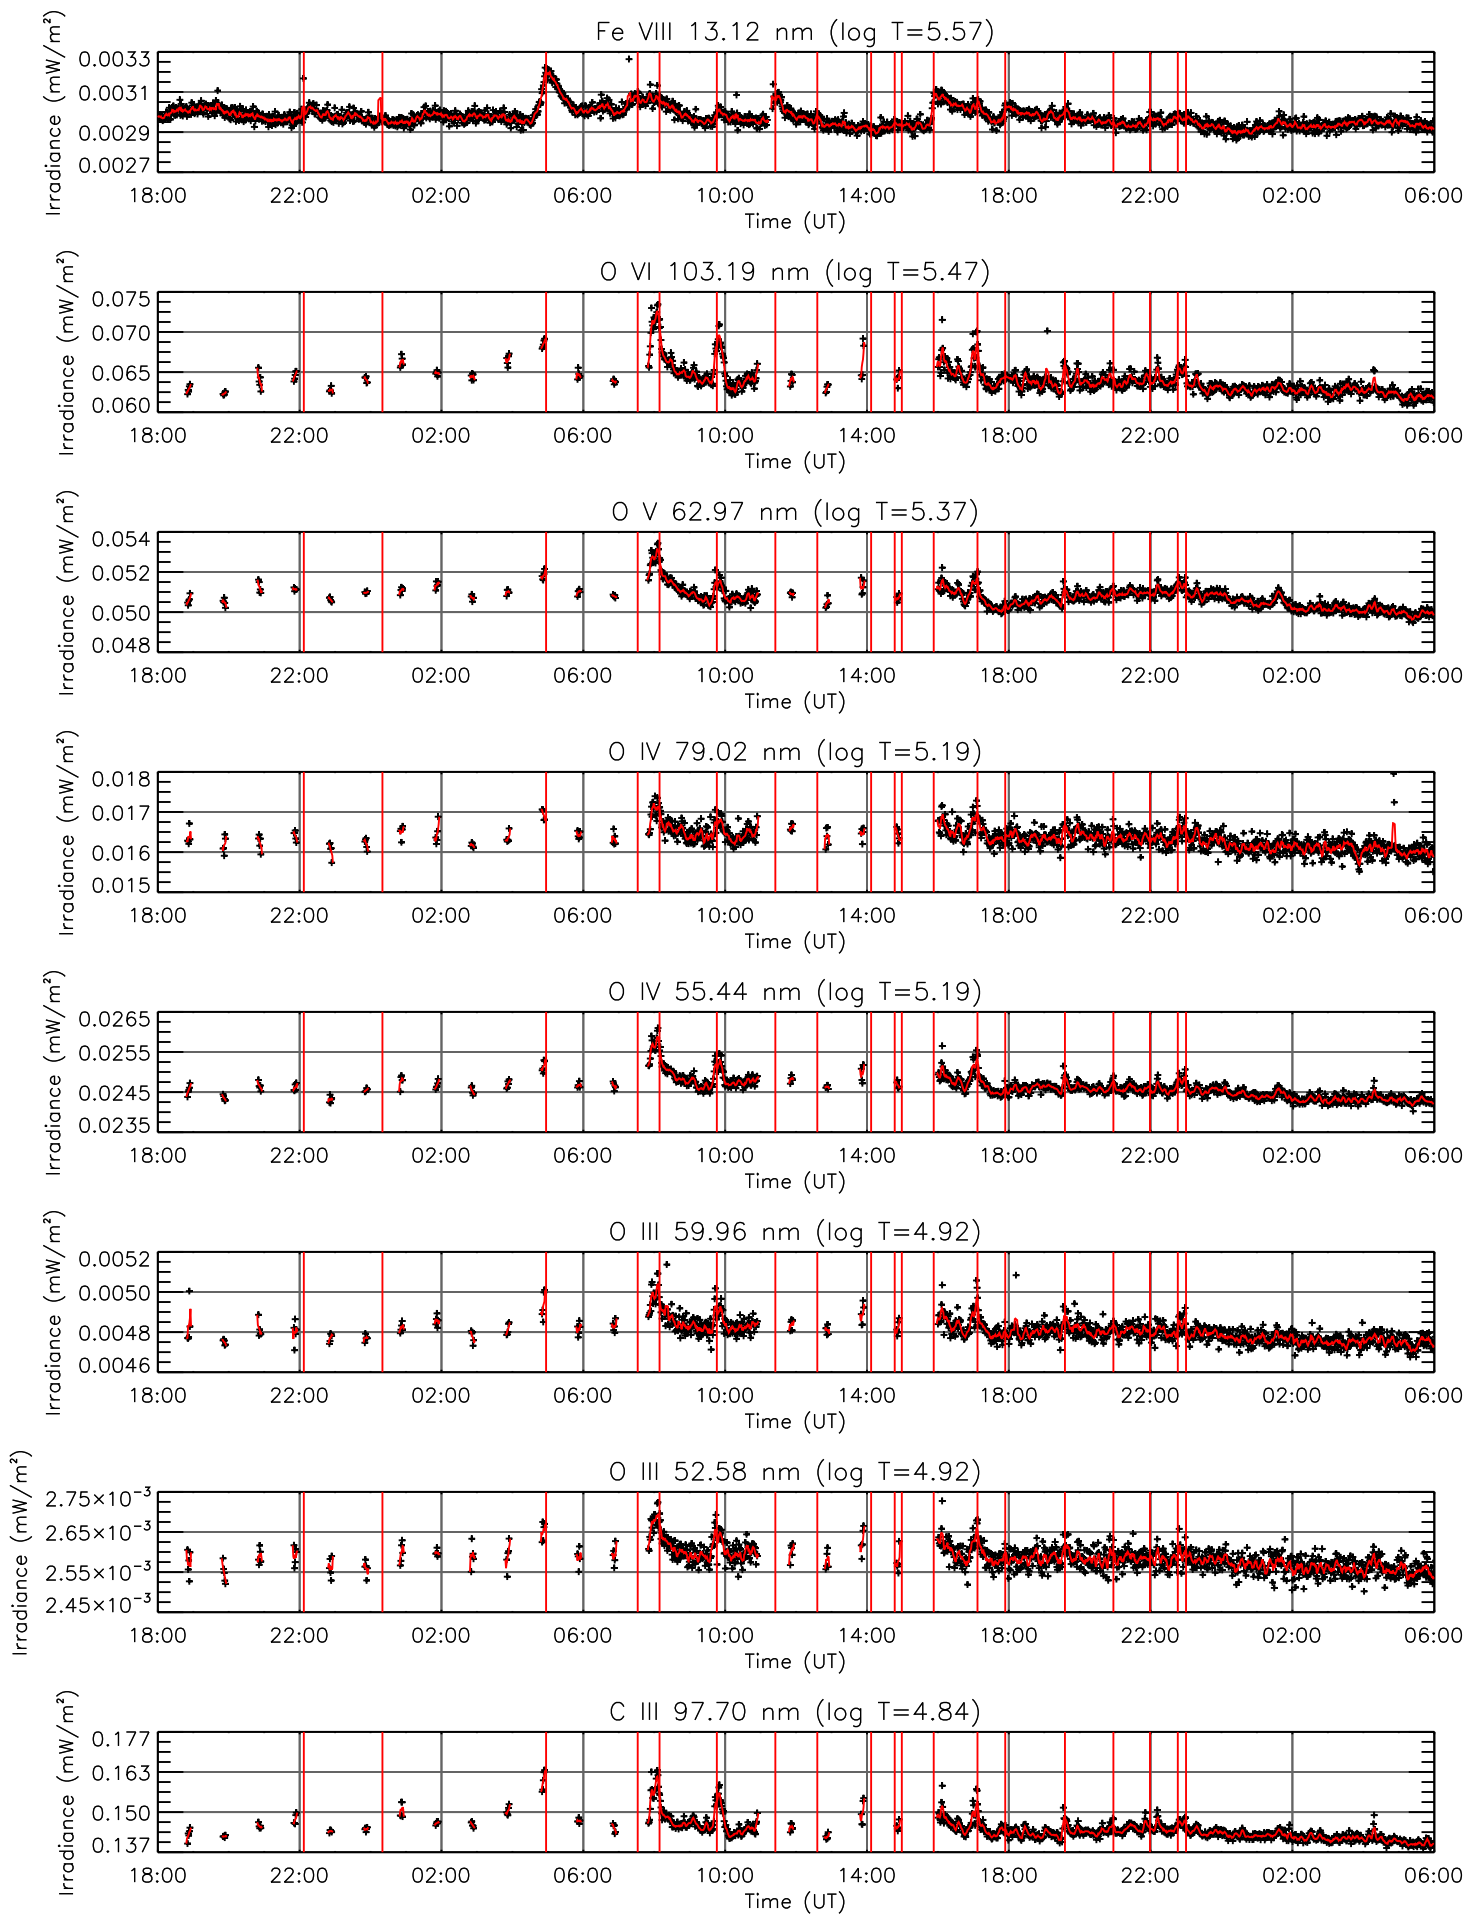 Fe VIII 13.12 nm (log T=5.57)
Irradiance (mW/m²)
0.0033
0.0031
0.0029
0.0027
18:00 22:00 02:00 06:00 10:00 14:00 18:00 22:00 02:00 06:00
Time (UT)
O VI 103.19 nm (log T=5.47)
Irradiance (mW/m²)
0.075
0.070
0.065
0.060
18:00 22:00 02:00 06:00 10:00 14:00 18:00 22:00 02:00 06:00
Time (UT)
O V 62.97 nm (log T=5.37)
Irradiance (mW/m²)
0.054
0.052
0.050
0.048
18:00 22:00 02:00 06:00 10:00 14:00 18:00 22:00 02:00 06:00
Time (UT)
O IV 79.02 nm (log T=5.19)
Irradiance (mW/m²)
0.018
0.017
0.016
0.015
18:00 22:00 02:00 06:00 10:00 14:00 18:00 22:00 02:00 06:00
Time (UT)
O IV 55.44 nm (log T=5.19)
Irradiance (mW/m²)
0.0265
0.0255
0.0245
0.0235
18:00 22:00 02:00 06:00 10:00 14:00 18:00 22:00 02:00 06:00
Time (UT)
O III 59.96 nm (log T=4.92)
Irradiance (mW/m²)
0.0052
0.0050
0.0048
0.0046
18:00 22:00 02:00 06:00 10:00 14:00 18:00 22:00 02:00 06:00
Time (UT)
O III 52.58 nm (log T=4.92)
Irradiance (mW/m²)
2.75×10⁻³
2.65×10⁻³
2.55×10⁻³
2.45×10⁻³
18:00 22:00 02:00 06:00 10:00 14:00 18:00 22:00 02:00 06:00
Time (UT)
C III 97.70 nm (log T=4.84)
Irradiance (mW/m²)
0.177
0.163
0.150
0.137
18:00 22:00 02:00 06:00 10:00 14:00 18:00 22:00 02:00 06:00
Time (UT)